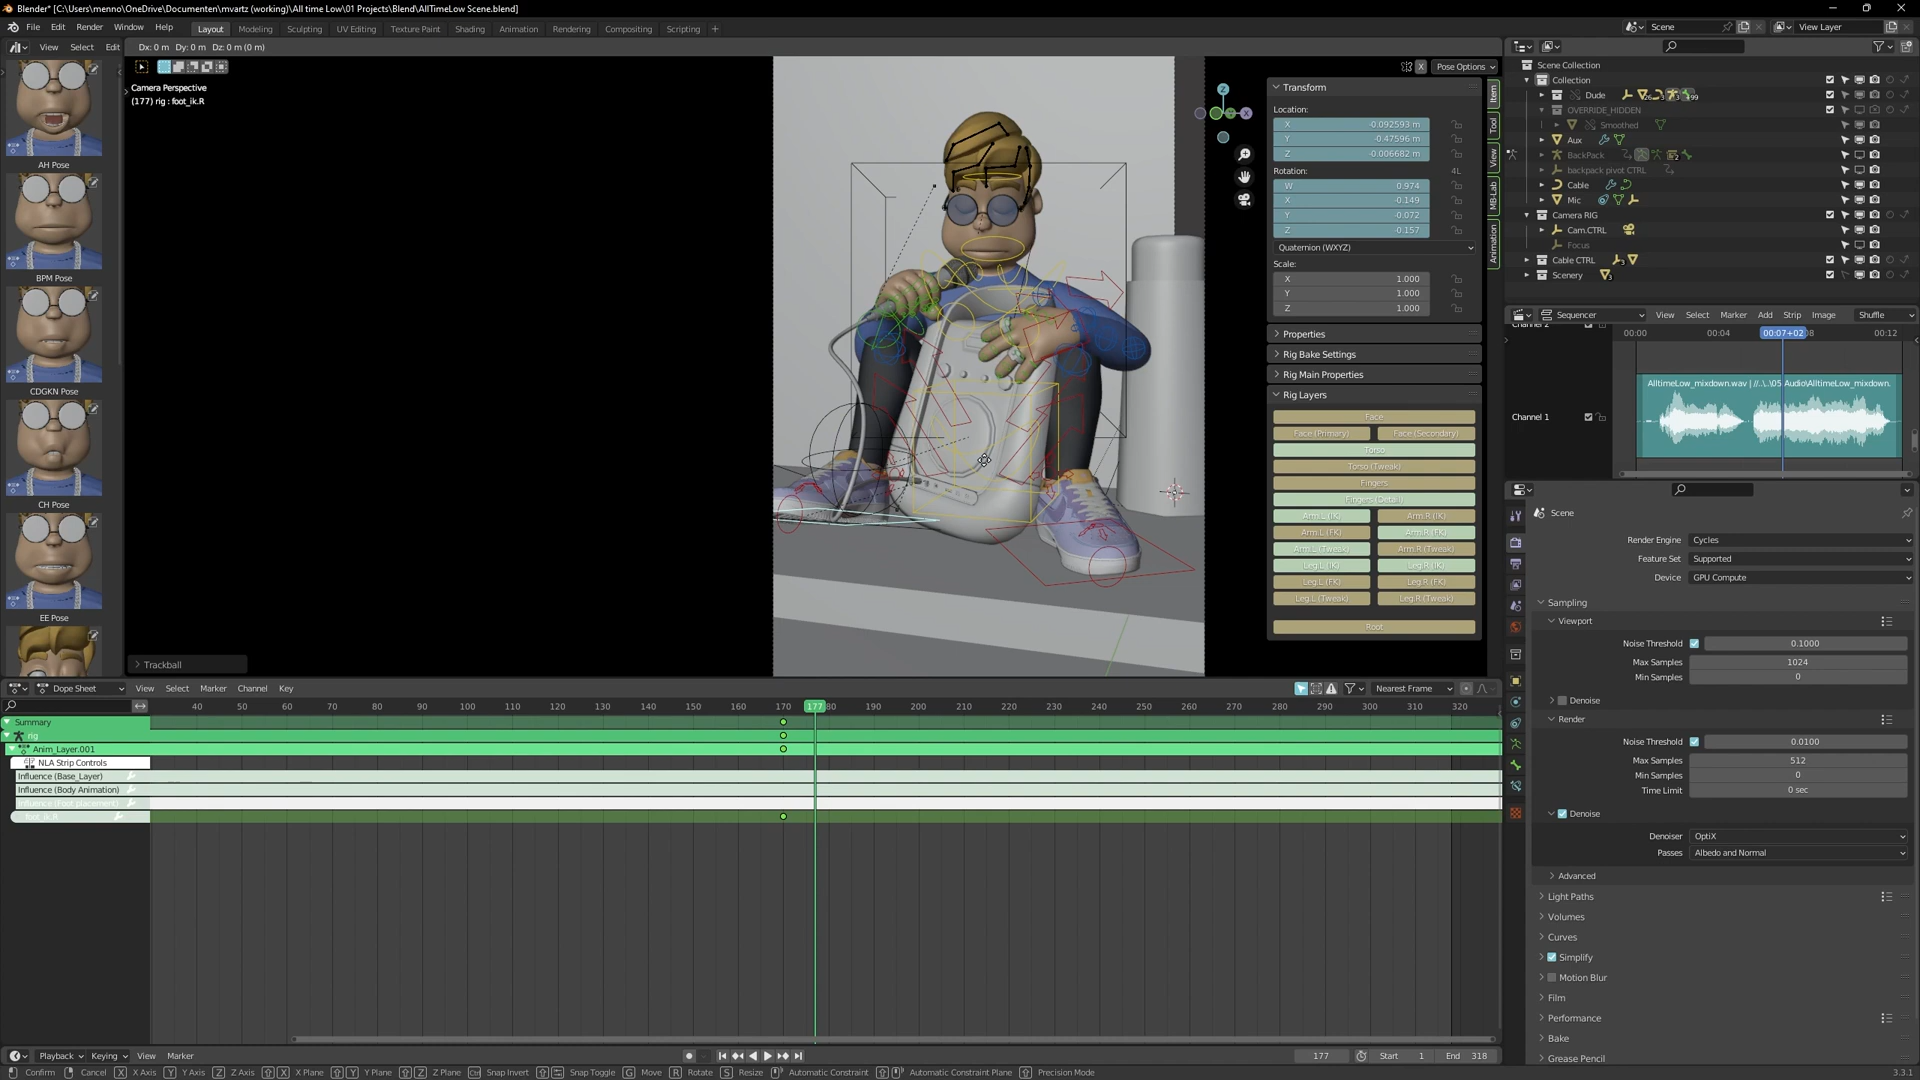 Blender* [C:\Users\menno\OneDrive\Documenten\mvartz (working)\All time Low\01 Projects\Blend\AllTimeLow Scene.blend]
File Edit Render Window Help
Layout Modeling Sculpting UV Editing Texture Paint Shading Animation Rendering Compositing Scripting +
Scene View Layer
View Select Edit Dx: 0 m Dy: 0 m Dz: 0 m (0 m)
X Pose Options
Camera Perspective
(177) rig : foot_ik.R
AH Pose
BPM Pose
CDGKN Pose
CH Pose
EE Pose
Trackball
Z
Item
Tool
View
MB-Lab
Animation
Transform
Location:
X -0.092593 m
Y -0.47596 m
Z -0.006682 m
Rotation: 4L
W 0.974
X -0.149
Y -0.072
Z -0.157
Quaternion (WXYZ)
Scale:
X 1.000
Y 1.000
Z 1.000
Properties
Rig Bake Settings
Rig Main Properties
Rig Layers
Face
Face (Primary) Face (Secondary)
Torso
Torso (Tweak)
Fingers
Fingers (Detail)
Arm.L (IK) Arm.R (IK)
Arm.L (FK) Arm.R (FK)
Arm.L (Tweak) Arm.R (Tweak)
Leg.L (IK) Leg.R (IK)
Leg.L (FK) Leg.R (FK)
Leg.L (Tweak) Leg.R (Tweak)
Root
Scene Collection
Collection
Dude
OVERRIDE_HIDDEN
Smoothed
Aux
BackPack
backpack pivot CTRL
Cable
Mic
Camera RIG
Cam.CTRL
Focus
Cable CTRL
Scenery
Sequencer View Select Marker Add Strip Image Shuffle
00:00 00:04 00:07+02 00:12
AlltimeLow_mixdown.wav | //..\..\05 Audio\AlltimeLow_mixdown.
Channel 1
Scene
Render Engine Cycles
Feature Set Supported
Device GPU Compute
Sampling
Viewport
Noise Threshold 0.1000
Max Samples 1024
Min Samples 0
Denoise
Render
Noise Threshold 0.0100
Max Samples 512
Min Samples 0
Time Limit 0 sec
Denoise
Denoiser OptiX
Passes Albedo and Normal
Advanced
Light Paths
Volumes
Curves
Simplify
Motion Blur
Film
Performance
Bake
Grease Pencil
Dope Sheet View Select Marker Channel Key Nearest Frame
40 50 60 70 80 90 100 110 120 130 140 150 160 170 177 190 200 210 220 230 240 250 260 270 280 290 300 310 320
Summary
rig
Anim_Layer.001
NLA Strip Controls
Influence (Base_Layer)
Influence (Body Animation)
Influence (Foot placement)
foot_ik.R
Playback Keying View Marker 177 Start 1 End 318
Confirm Cancel X X Axis Y Y Axis Z Z Axis X X Plane Y Y Plane Z Z Plane Snap Invert Snap Toggle G Move R Rotate S Resize Automatic Constraint Automatic Constraint Plane Precision Mode 3.3.1